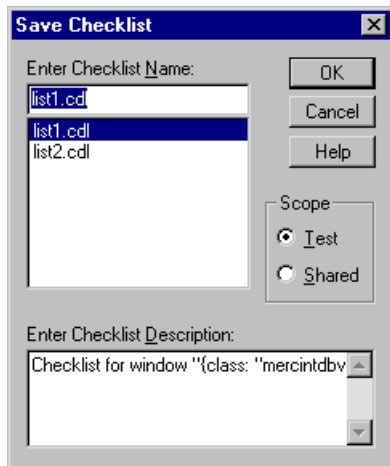 Save Checklist
Enter Checklist Name:
list1.cdl
list1.cdl
list2.cdl
OK
Cancel
Help
Scope
Test
Shared
Enter Checklist Description:
Checklist for window "{class: "mercintdbv